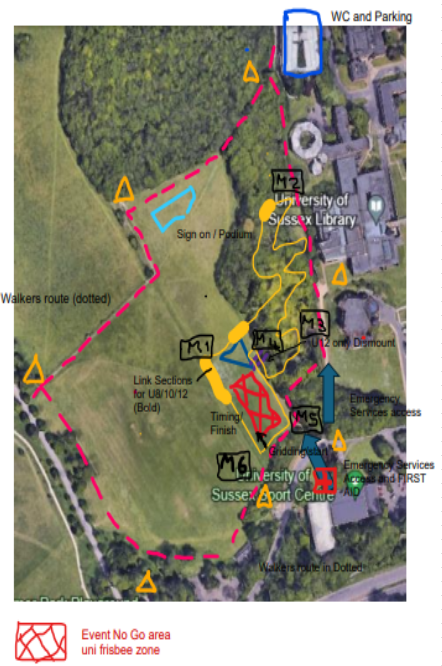 WC and Parking
M2
University of
Sussex Library
Sign on / Podium
Walkers route (dotted)
M3
M1
M4
U12 only Dismount
Link Sections
for U8/10/12
(Bold)
Emergency
Services access
Timing/
Finish
M5
Gridding/start
M6
University of
Sussex Sport Centre
Emergency Services
Access and FIRST
AID
Walkers route in Dotted
Event No Go area
uni frisbee zone